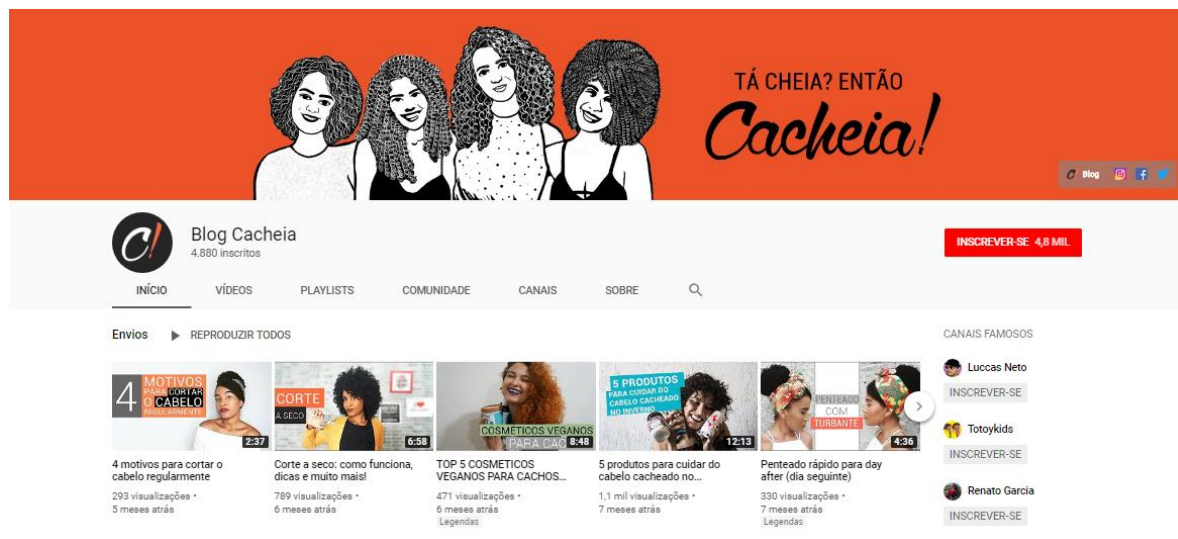 TÁ CHEIA? ENTÃO
Cacheia!
C Blog
C!
Blog Cacheia
4.880 inscritos
INSCREVER-SE 4,8 MIL
INÍCIO VÍDEOS PLAYLISTS COMUNIDADE CANAIS SOBRE
Envios REPRODUZIR TODOS
CANAIS FAMOSOS
4 MOTIVOS
PARA CORTAR
O CABELO
REGULARMENTE
2:37
CORTE
A SECO
6:58
COSMÉTICOS VEGANOS
PARA CAC
8:48
5 PRODUTOS
PARA CUIDAR DO
CABELO CACHEADO
NO INVERNO
12:13
PENTEADO
COM
TURBANTE
4:36
4 motivos para cortar o
cabelo regularmente
293 visualizações •
5 meses atrás
Corte a seco: como funciona,
dicas e muito mais!
789 visualizações •
6 meses atrás
TOP 5 COSMETICOS
VEGANOS PARA CACHOS...
471 visualizações •
6 meses atrás
Legendas
5 produtos para cuidar do
cabelo cacheado no...
1,1 mil visualizações •
7 meses atrás
Penteado rápido para day
after (dia seguinte)
330 visualizações •
7 meses atrás
Legendas
Luccas Neto
INSCREVER-SE
Totoykids
INSCREVER-SE
Renato Garcia
INSCREVER-SE